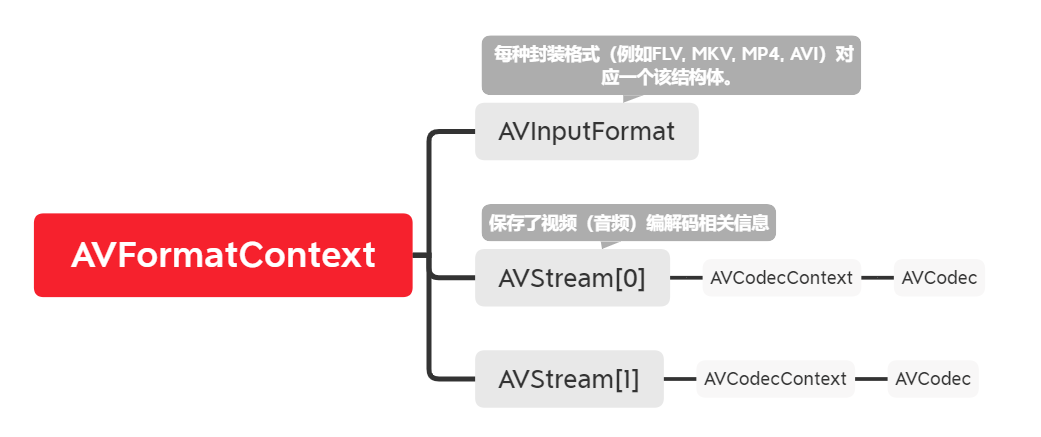 每种封装格式（例如FLV, MKV, MP4, AVI）对
应一个该结构体。
AVInputFormat
AVFormatContext
保存了视频（音频）编解码相关信息
AVStream[0]
AVCodecContext
AVCodec
AVStream[1]
AVCodecContext
AVCodec